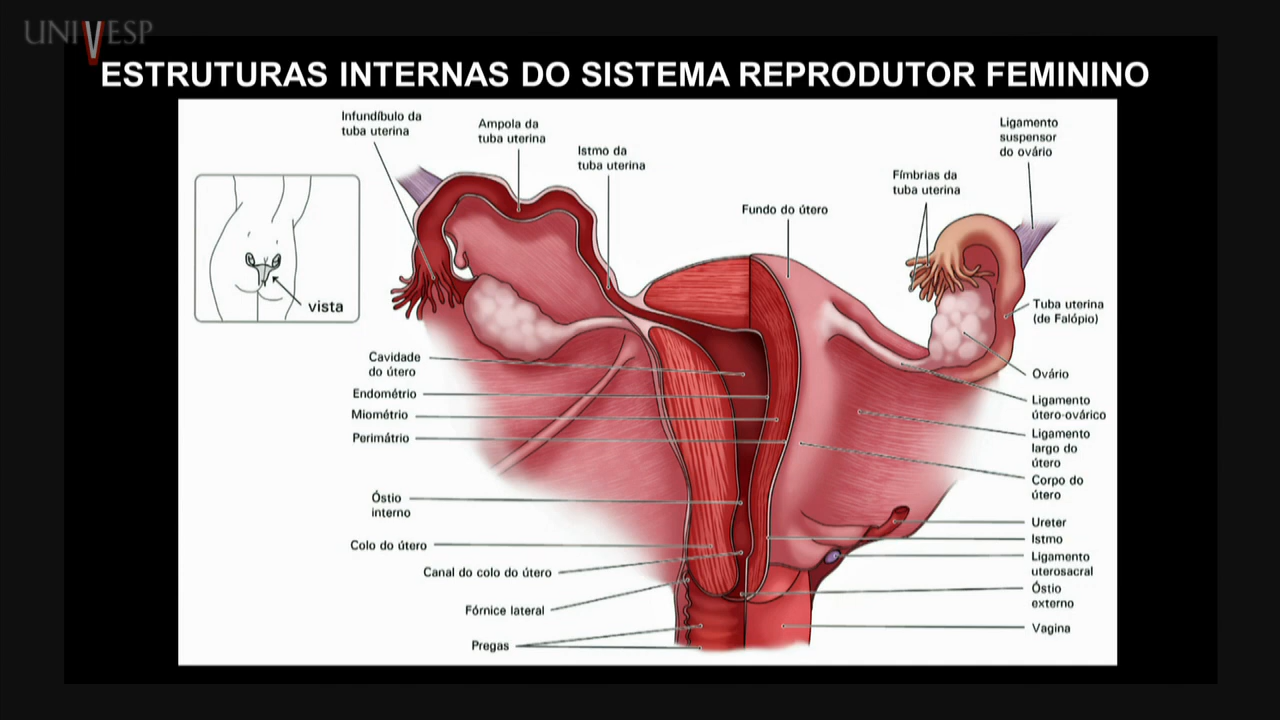 UNIVESP
ESTRUTURAS INTERNAS DO SISTEMA REPRODUTOR FEMININO
Infundíbulo da
tuba uterina
Ampola da
tuba uterina
Istmo da
tuba uterina
Fundo do útero
Fímbrias da
tuba uterina
Ligamento
suspensor
do ovário
vista
Tuba uterina
(de Falópio)
Ovário
Ligamento
útero-ovárico
Ligamento
largo do
útero
Corpo do
útero
Ureter
Istmo
Ligamento
uterosacral
Óstio
externo
Vagina
Cavidade
do útero
Endométrio
Miométrio
Perimátrio
Óstio
interno
Colo do útero
Canal do colo do útero
Fórnice lateral
Pregas